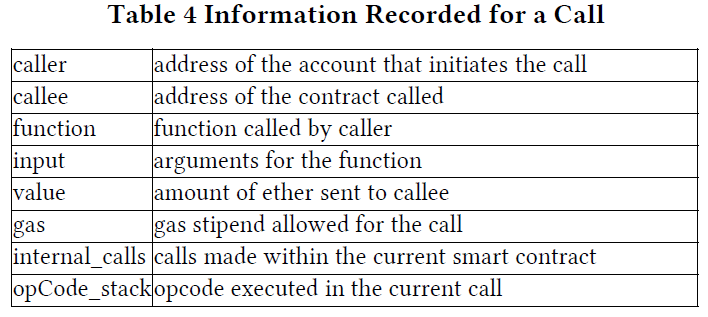 Table 4 Information Recorded for a Call
caller address of the account that initiates the call
callee address of the contract called
function function called by caller
input arguments for the function
value amount of ether sent to callee
gas gas stipend allowed for the call
internal_calls calls made within the current smart contract
opCode_stack opcode executed in the current call